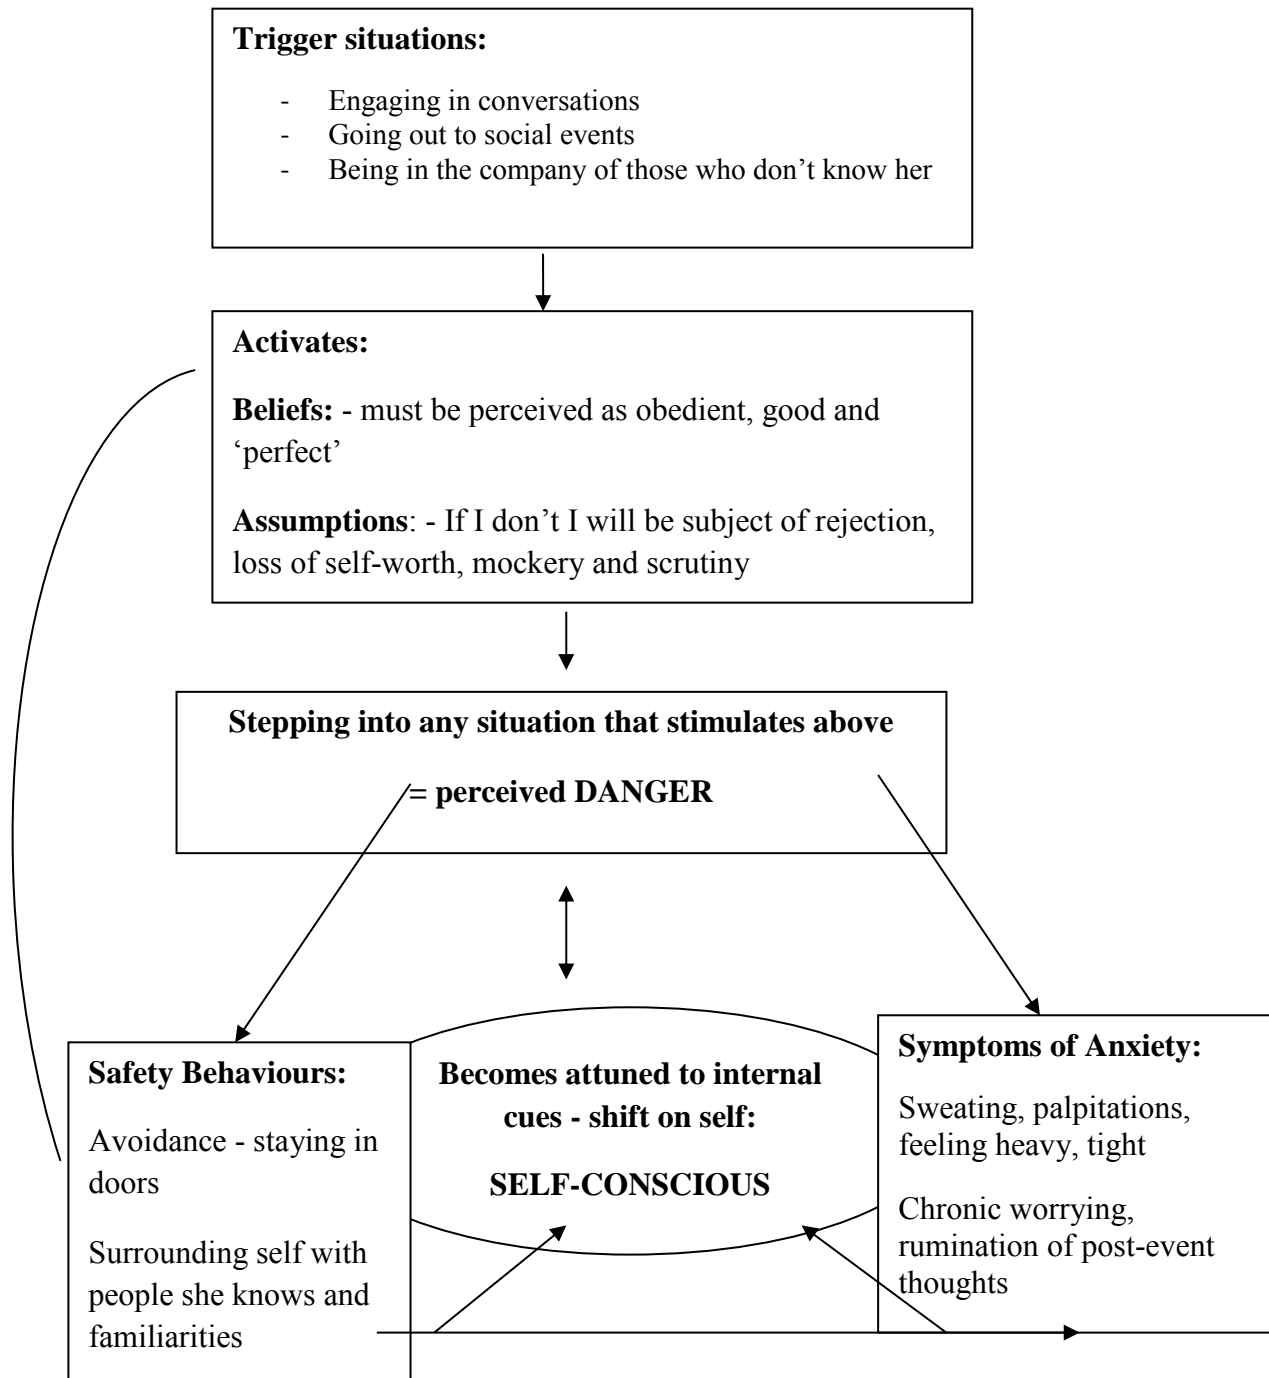 Trigger situations:
- Engaging in conversations
- Going out to social events
- Being in the company of those who don’t know her
Activates:
Beliefs: - must be perceived as obedient, good and
‘perfect’
Assumptions: - If I don’t I will be subject of rejection,
loss of self-worth, mockery and scrutiny
Stepping into any situation that stimulates above
= perceived DANGER
Safety Behaviours:
Avoidance - staying in
doors
Surrounding self with
people she knows and
familiarities
Becomes attuned to internal
cues - shift on self:
SELF-CONSCIOUS
Symptoms of Anxiety:
Sweating, palpitations,
feeling heavy, tight
Chronic worrying,
rumination of post-event
thoughts